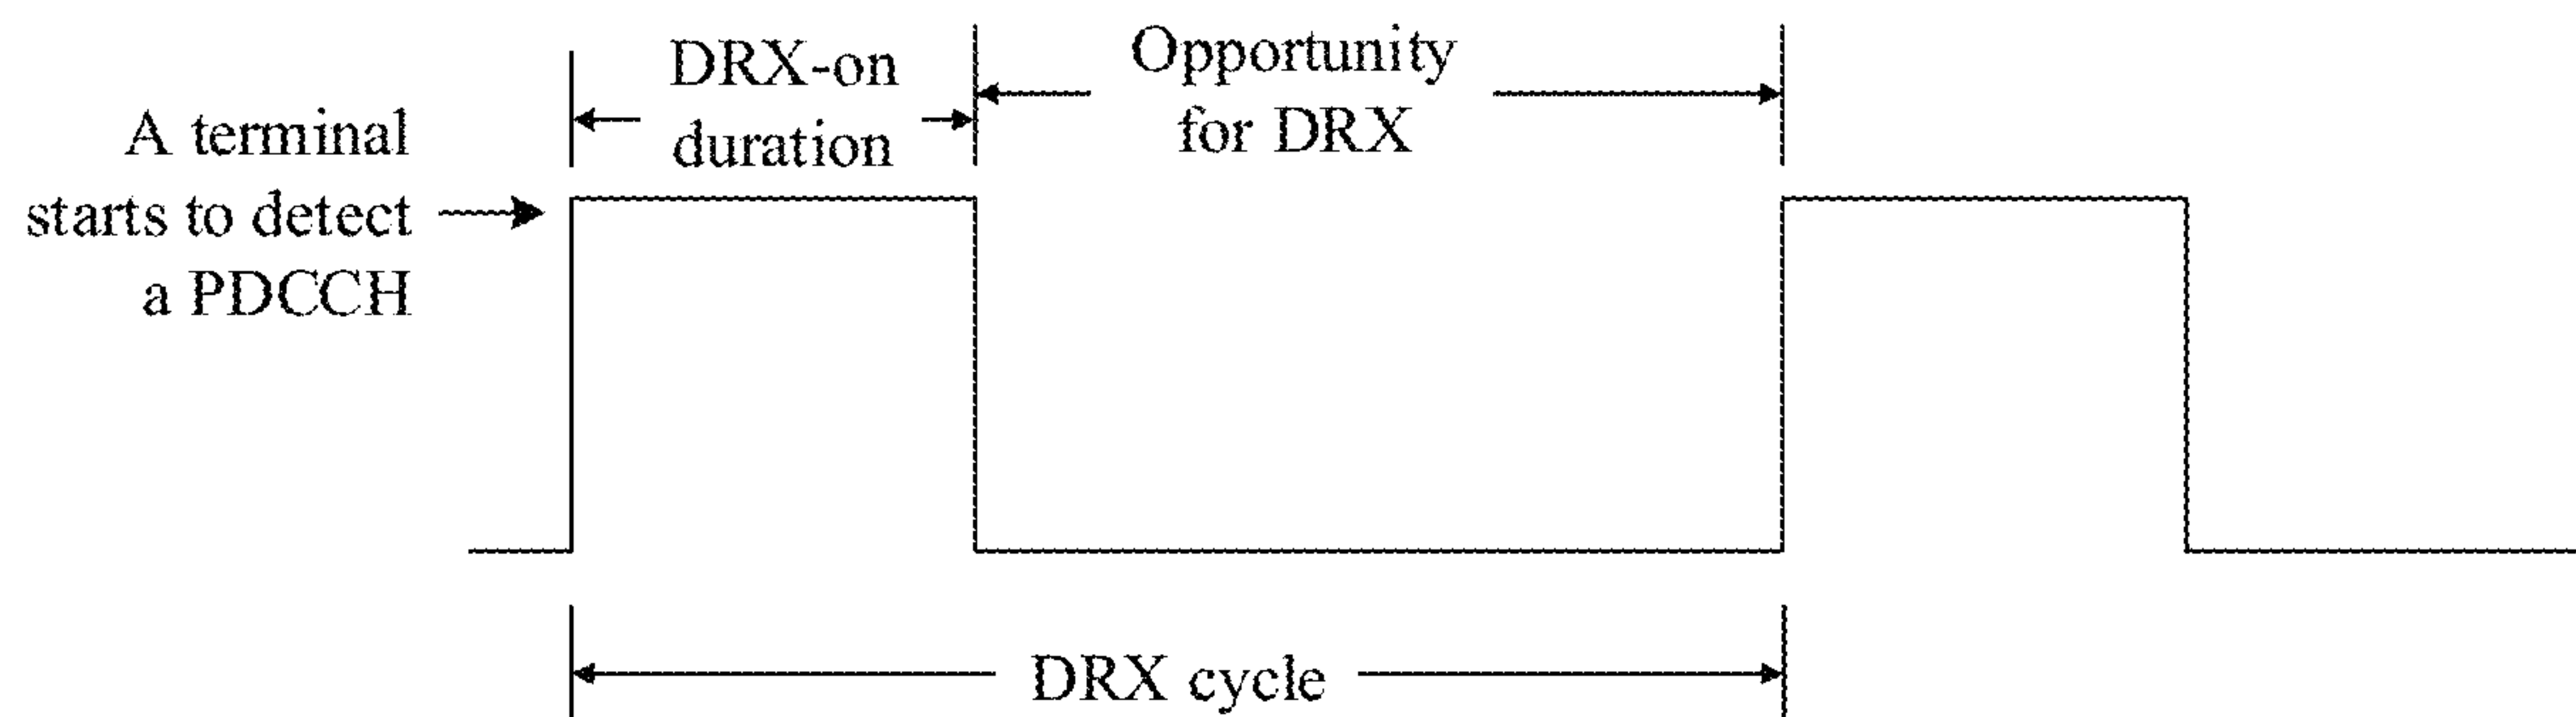 A terminal
starts to detect
a PDCCH
DRX-on
duration
Opportunity
for DRX
DRX cycle